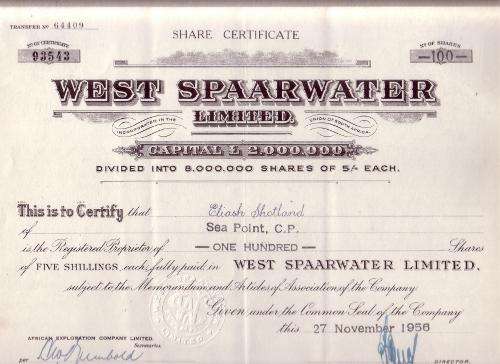 TRANSFER No 64409
SHARE CERTIFICATE
No OF CERTIFICATE
93543
No OF SHARES
100
WEST SPAARWATER
LIMITED.
INCORPORATED IN THE UNION OF SOUTH AFRICA
CAPITAL £ 2,000,000
DIVIDED INTO 8,000,000 SHARES OF 5/- EACH.
This is to Certify that Eliash Shotland
of Sea Point, C.P.
is the Registered Proprietor of —ONE HUNDRED— Shares
of FIVE SHILLINGS each, fully paid in WEST SPAARWATER LIMITED,
subject to the Memorandum and Articles of Association of the Company.
Given under the Common Seal of the Company
this 27 November 1956
AFRICAN EXPLORATION COMPANY LIMITED.
Secretaries.
per
DIRECTOR.